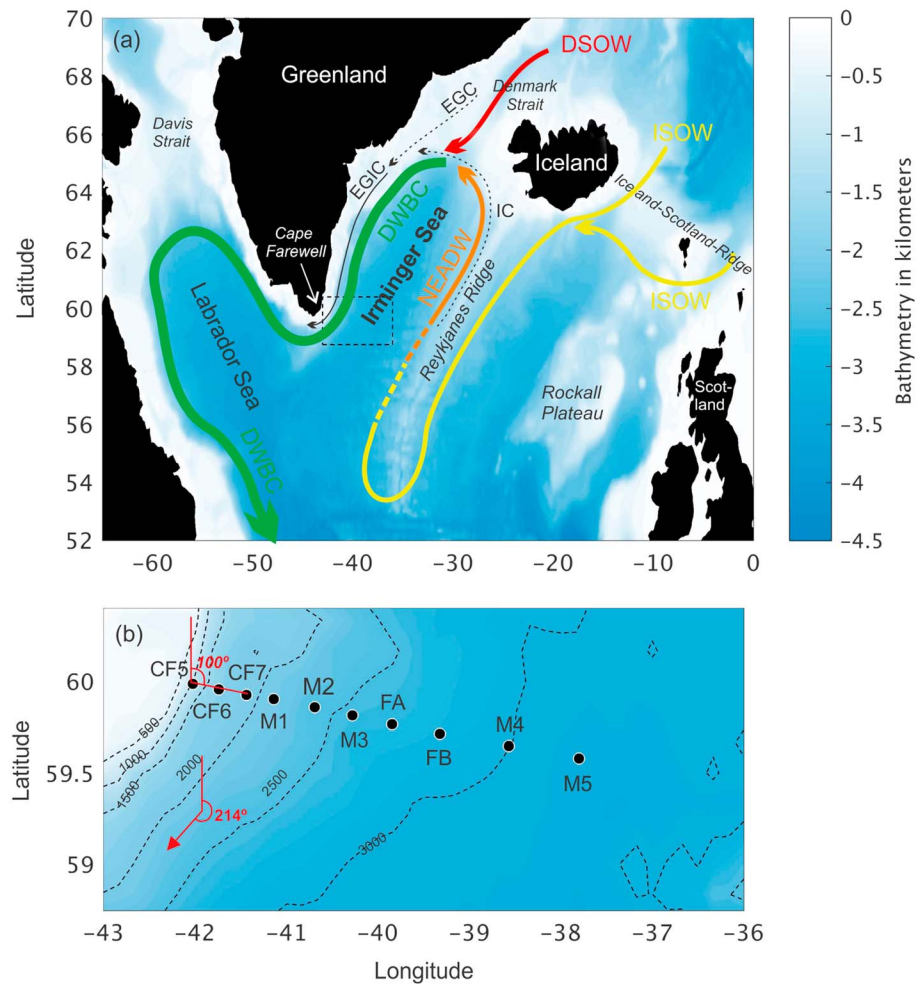 (a)
70
68
66
64
62
60
58
56
54
52
Latitude
−60
−50
−40
−30
−20
−10
0
Greenland
Davis
Strait
Cape
Farewell
Labrador Sea
DWBC
DWBC
EGIC
EGC
Denmark
Strait
DSOW
Iceland
ISOW
Iceland-Scotland-Ridge
ISOW
IC
Irminger Sea
NEADW
Reykjanes Ridge
Rockall
Plateau
Scot-
land
0
−0.5
−1
−1.5
−2
−2.5
−3
−3.5
−4
−4.5
Bathymetry in kilometers
(b)
60
59.5
59
Latitude
CF5
100º
CF7
CF6
M1
M2
M3
FA
FB
M4
M5
500
1000
1500
2000
2500
3000
214º
−43
−42
−41
−40
−39
−38
−37
−36
Longitude